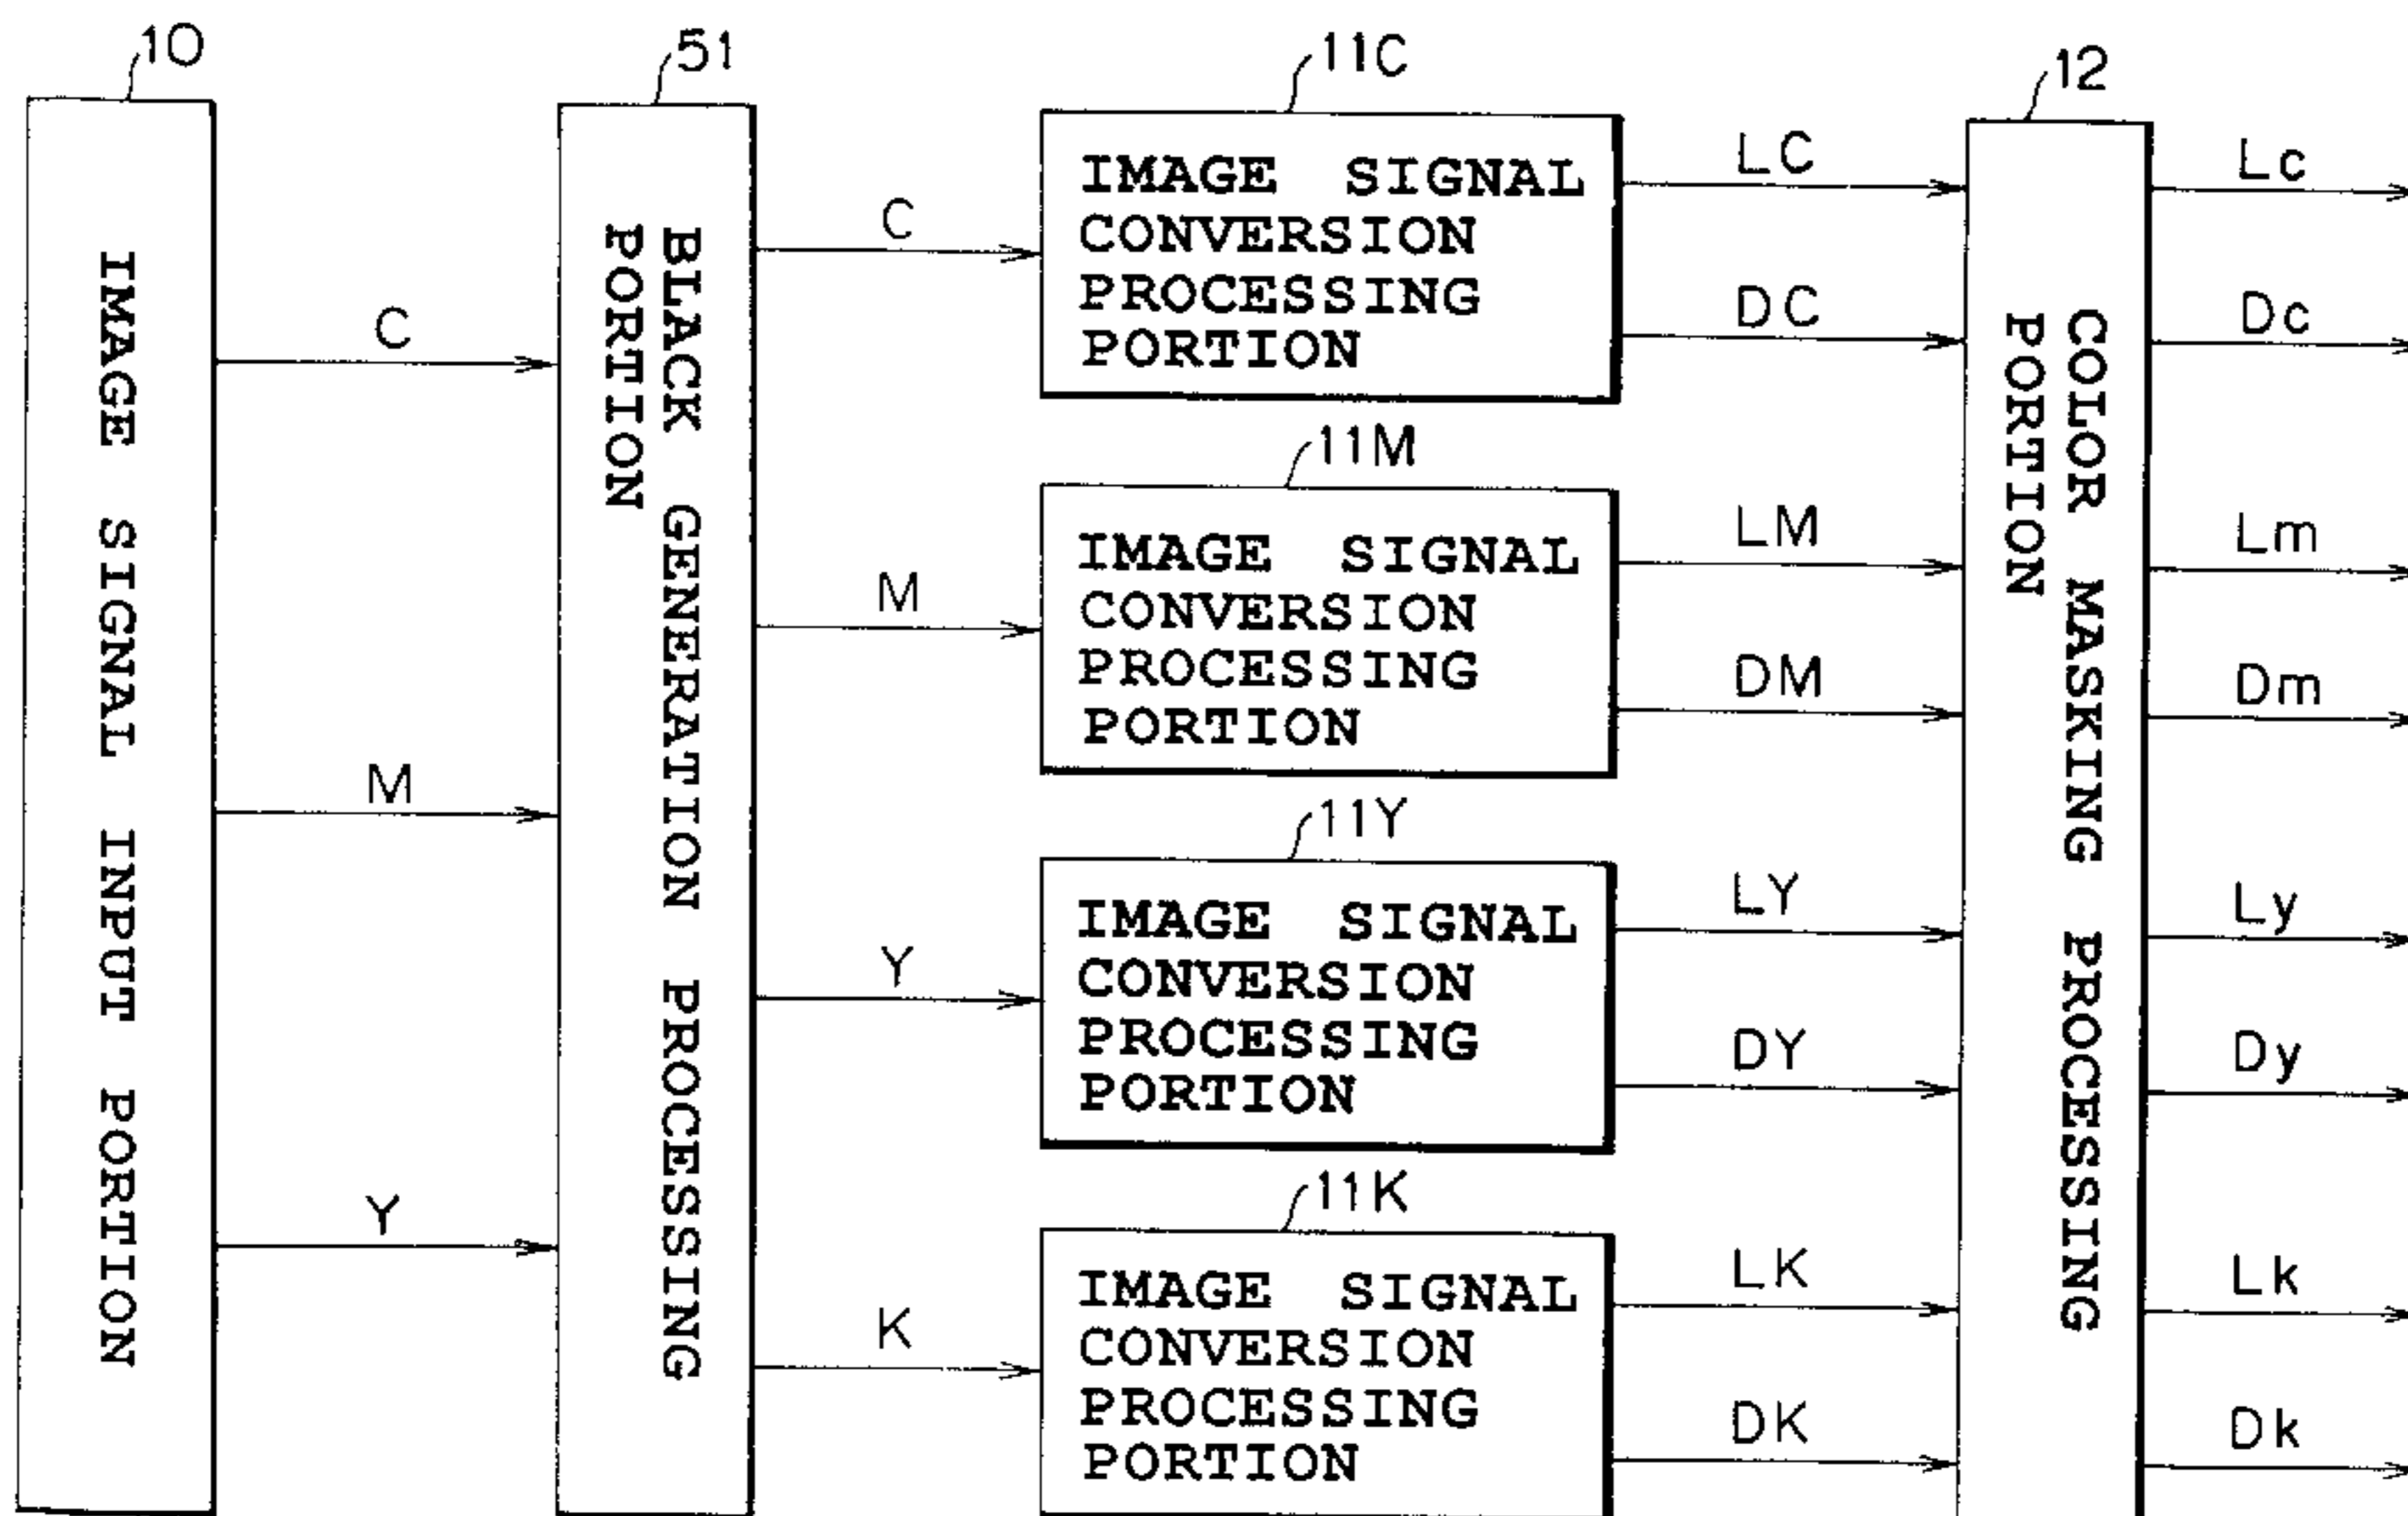 10
IMAGE SIGNAL INPUT PORTION
C
M
Y
51
BLACK GENERATION PROCESSING
PORTION
C
M
Y
K
11C
IMAGE SIGNAL
CONVERSION
PROCESSING
PORTION
11M
IMAGE SIGNAL
CONVERSION
PROCESSING
PORTION
11Y
IMAGE SIGNAL
CONVERSION
PROCESSING
PORTION
11K
IMAGE SIGNAL
CONVERSION
PROCESSING
PORTION
LC
DC
LM
DM
LY
DY
LK
DK
12
COLOR MASKING PROCESSING
PORTION
Lc
Dc
Lm
Dm
Ly
Dy
Lk
Dk